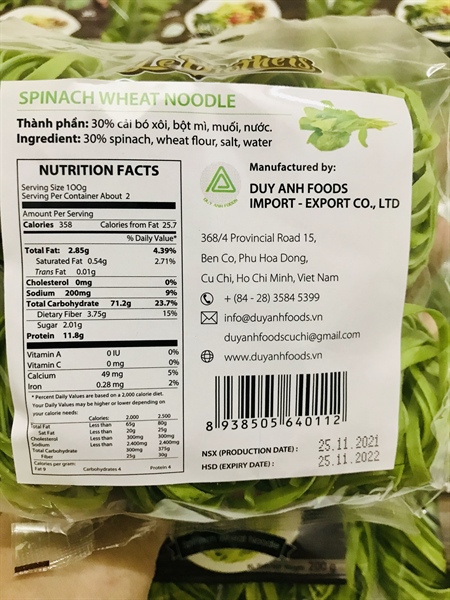 SPINACH WHEAT NOODLE
Thành phần: 30% cải bó xôi, bột mì, muối, nước.
Ingredient: 30% spinach, wheat flour, salt, water
NUTRITION FACTS
Serving Size 100g
Serving Per Container About 2
Amount Per Serving
Calories 358 Calories from Fat 25.7
% Daily Value*
Total Fat: 2.85g 4.39%
Saturated Fat 0.54g 2.71%
Trans Fat 0.01g
Cholesterol 0mg 0%
Sodium 200mg 9%
Total Carbohydrate 71.2g 23.7%
Dietary Fiber 3.75g 15%
Sugar 2.01g
Protein 11.8g
Vitamin A 0 IU 0%
Vitamin C 0 mg 0%
Calcium 49 mg 5%
Iron 0.28 mg 2%
* Percent Daily Values are based on a 2,000 calorie diet.
Your Daily Values may be higher or lower depending on
your calorie needs:
Calories: 2,000 2,500
Total Fat Less than 65g 80g
Sat Fat Less than 20g 25g
Cholesterol Less than 300mg 300mg
Sodium Less than 2,400mg 2,400mg
Total Carbohydrate 300mg 375g
Fiber 25g 30g
Calories per gram:
Fat 9 Carbohydrates 4 Protein 4
Manufactured by:
DUY ANH FOODS
DUY ANH FOODS
IMPORT - EXPORT CO., LTD
368/4 Provincial Road 15,
Ben Co, Phu Hoa Dong,
Cu Chi, Ho Chi Minh, Viet Nam
+ (84 - 28) 3584 5399
info@duyanhfoods.vn
duyanhfoodscuchi@gmail.com
www.duyanhfoods.vn
8 938505 640112
NSX (PRODUCTION DATE) : 25.11.2021
HSD (EXPIRY DATE) : 25.11.2022
200 g